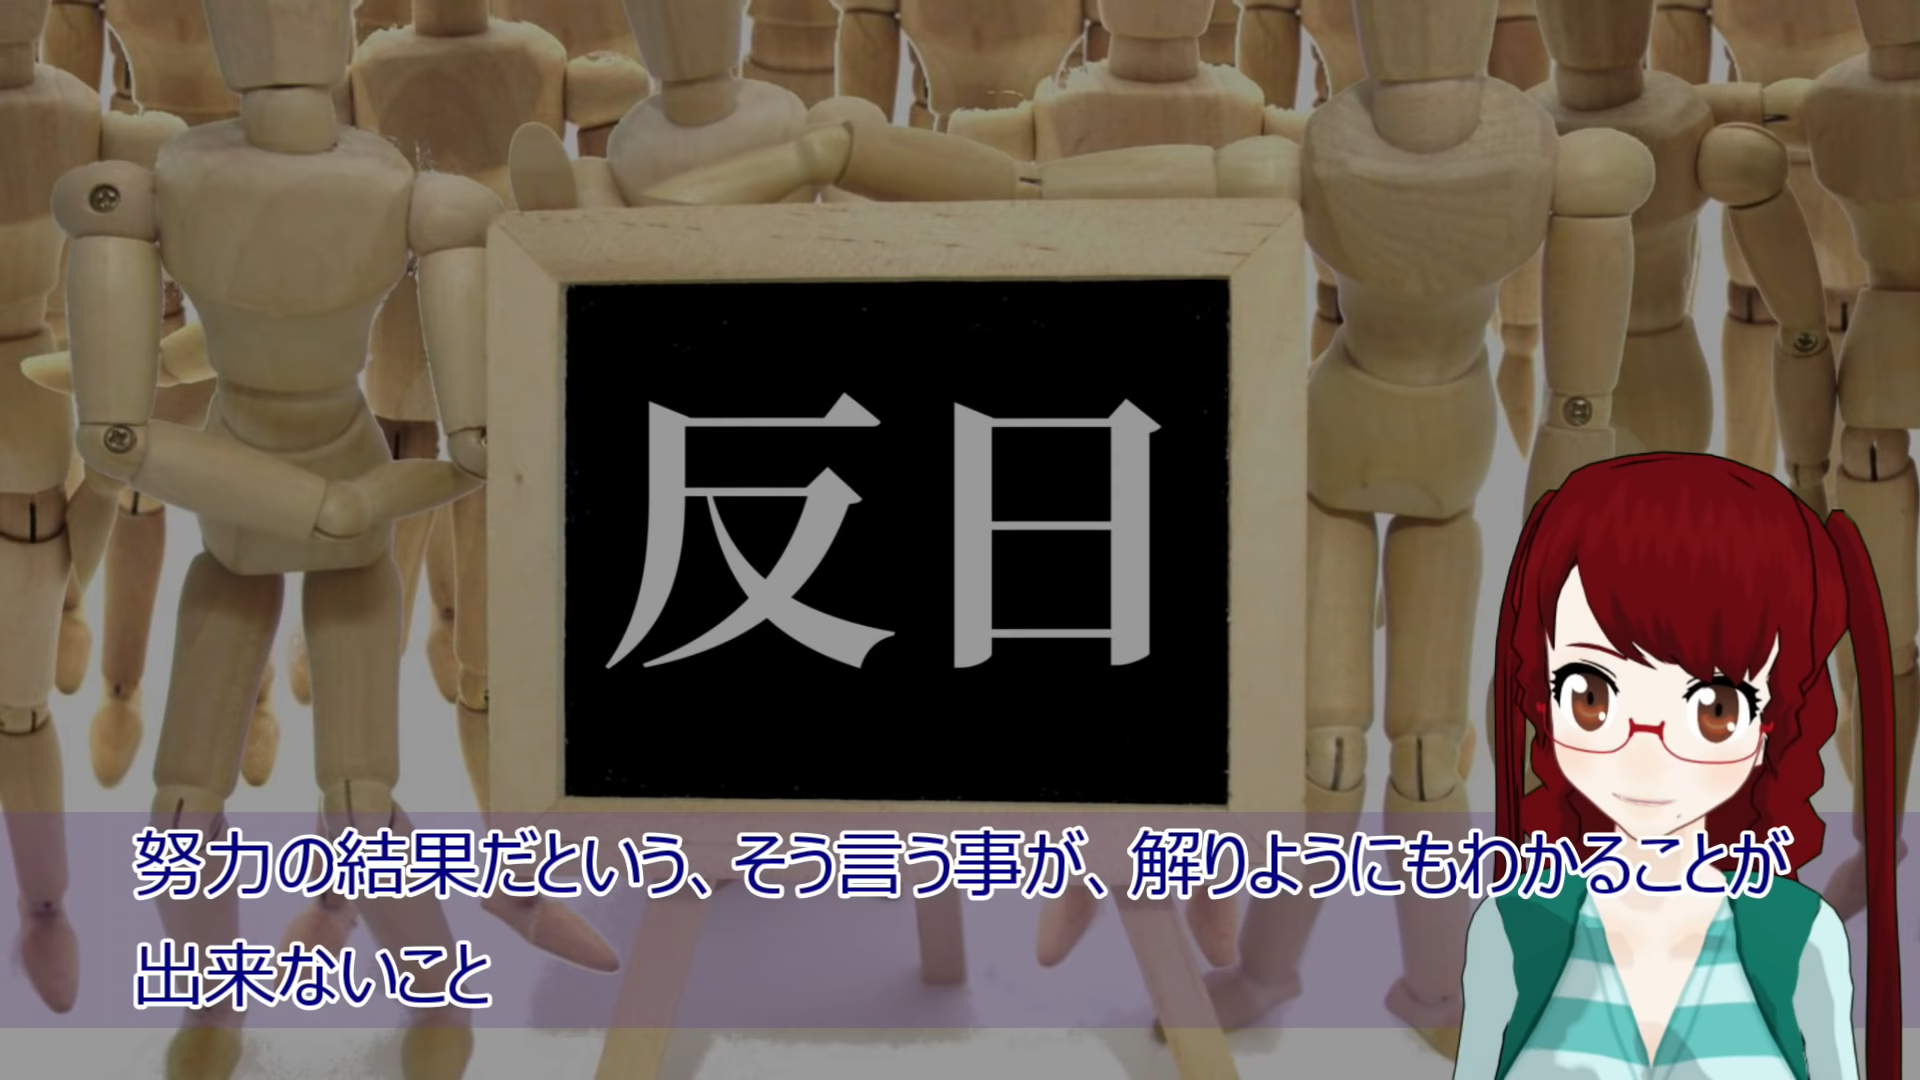 反日
努力の結果だという、そう言う事が、解りようにもわかることが
出来ないこと